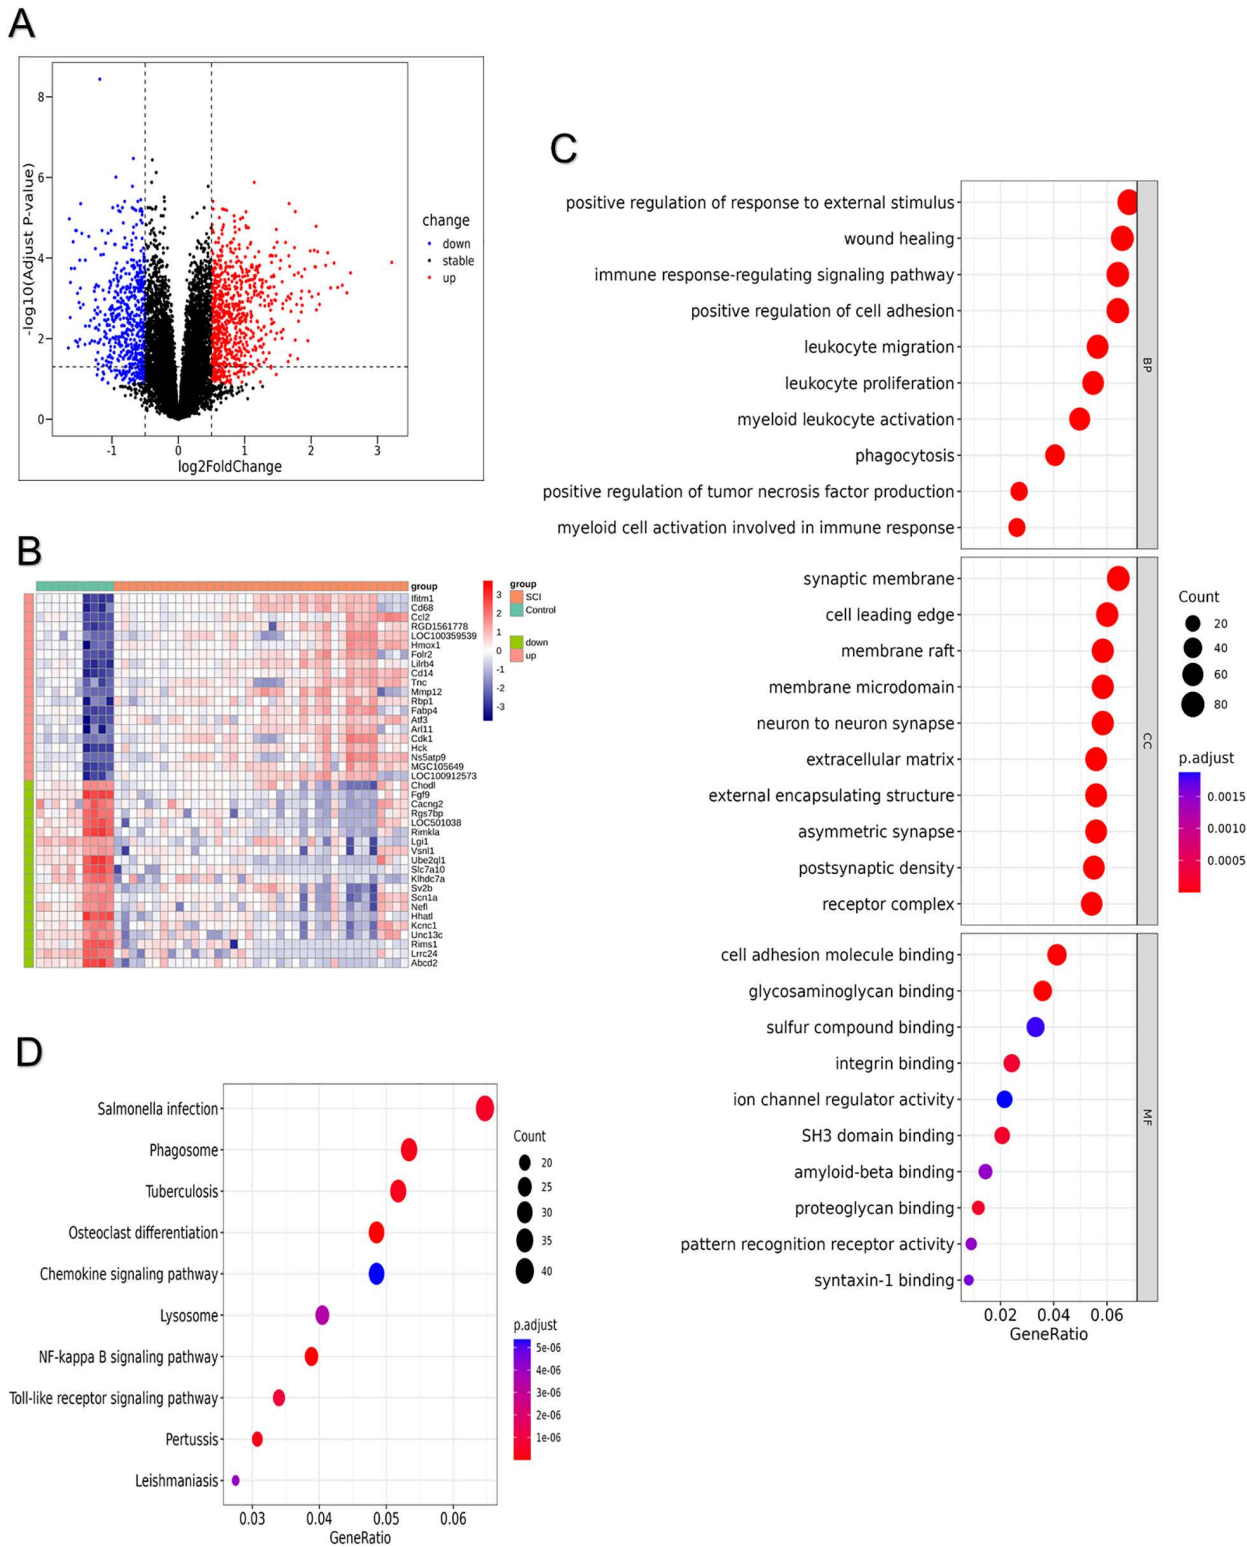 A
8
6
4
2
0
-log10(Adjust P-value)
-1
0
1
2
3
log2FoldChange
change
down
stable
up
B
group
Ifitm1
Cd68
Ccl2
RGD1561778
LOC100359539
Hmox1
Folr2
Lilrb4
Cd14
Tnc
Mmp12
Rbp1
Fabp4
Atf3
Arl11
Cdk1
Hck
Ns5atp9
MGC105649
LOC100912573
Chodl
Fgf9
Cacng2
Rgs7bp
LOC501038
Rimkla
Lgi1
Vsnl1
Ube2ql1
Slc7a10
Klhdc7a
Sv2b
Scn1a
Nefl
Hhatl
Kcnc1
Unc13c
Rims1
Lrrc24
Abcd2
3
2
1
0
-1
-2
-3
group
SCI
Control
down
up
C
positive regulation of response to external stimulus
wound healing
immune response-regulating signaling pathway
positive regulation of cell adhesion
leukocyte migration
leukocyte proliferation
myeloid leukocyte activation
phagocytosis
positive regulation of tumor necrosis factor production
myeloid cell activation involved in immune response
BP
synaptic membrane
cell leading edge
membrane raft
membrane microdomain
neuron to neuron synapse
extracellular matrix
external encapsulating structure
asymmetric synapse
postsynaptic density
receptor complex
CC
cell adhesion molecule binding
glycosaminoglycan binding
sulfur compound binding
integrin binding
ion channel regulator activity
SH3 domain binding
amyloid-beta binding
proteoglycan binding
pattern recognition receptor activity
syntaxin-1 binding
MF
0.02 0.04 0.06
GeneRatio
Count
20
40
60
80
p.adjust
0.0015
0.0010
0.0005
D
Salmonella infection
Phagosome
Tuberculosis
Osteoclast differentiation
Chemokine signaling pathway
Lysosome
NF-kappa B signaling pathway
Toll-like receptor signaling pathway
Pertussis
Leishmaniasis
0.03 0.04 0.05 0.06
GeneRatio
Count
20
25
30
35
40
p.adjust
5e-06
4e-06
3e-06
2e-06
1e-06